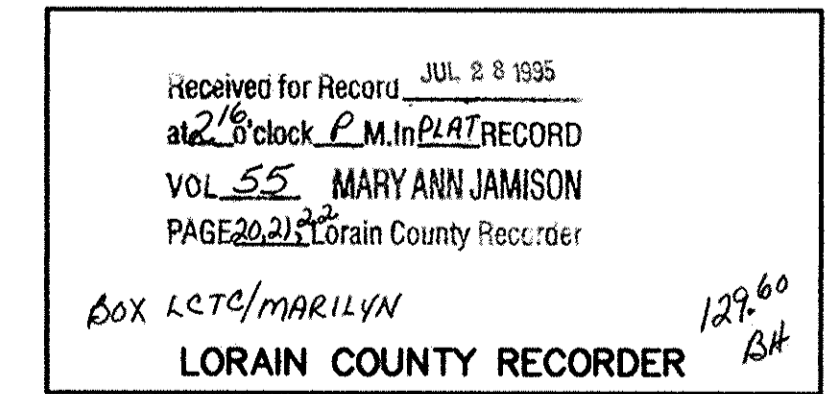 Received for Record JUL 28 1995
at 2 16 o'clock P M. In PLAT RECORD
VOL 55 MARY ANN JAMISON
PAGE 20, 21, 22 Lorain County Recorder
BOX LCTC/MARILYN 129.60
LORAIN COUNTY RECORDER BH